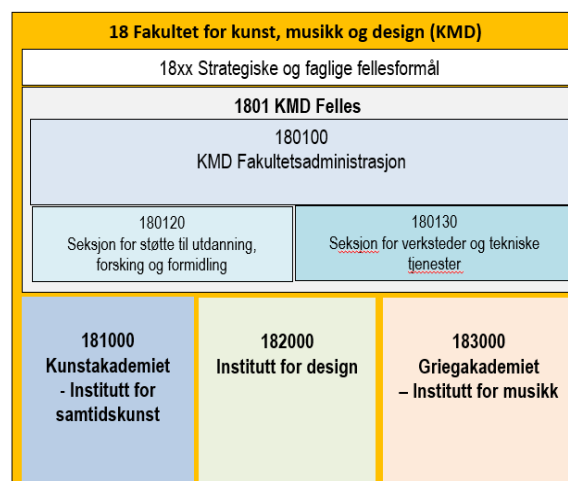 18 Fakultet for kunst, musikk og design (KMD)
18xx Strategiske og faglige fellesformål
1801 KMD Felles
180100
KMD Fakultetsadministrasjon
180120
Seksjon for støtte til utdanning,
forsking og formidling
180130
Seksjon for verksteder og tekniske
tjenester
181000
Kunstakademiet
- Institutt for
samtidskunst
182000
Institutt for design
183000
Griegakademiet
– Institutt for musikk